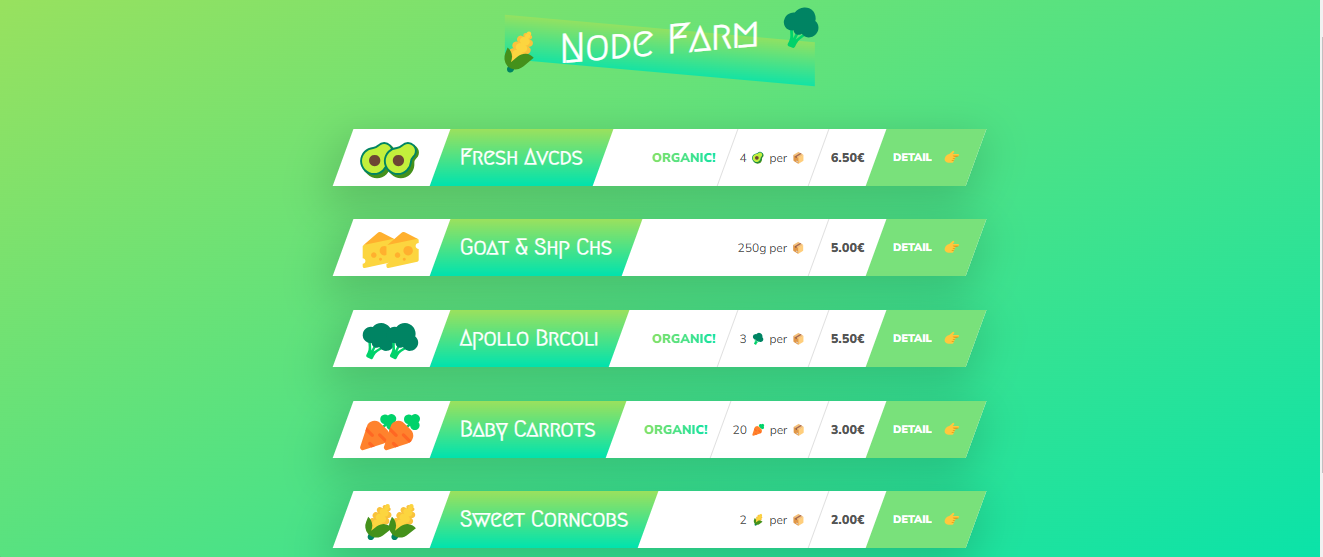 Node Farm
Fresh Avcds ORGANIC! 4 🥑 per 📦 6.50€ DETAIL 👉
Goat & Shp Chs 250g per 📦 5.00€ DETAIL 👉
Apollo Brcoli ORGANIC! 3 🥦 per 📦 5.50€ DETAIL 👉
Baby Carrots ORGANIC! 20 🥕 per 📦 3.00€ DETAIL 👉
Sweet Corncobs 2 🌽 per 📦 2.00€ DETAIL 👉